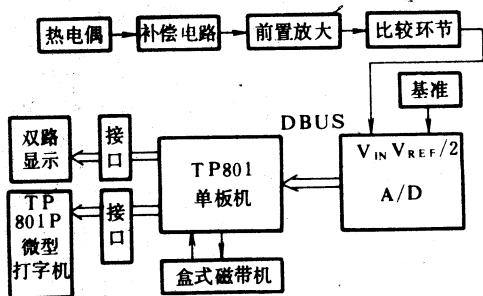 热电偶
补偿电路
前置放大
比较环节
基准
DBUS
双路
显示
接
口
TP801
单板机
V_IN V_REF/2
A/D
TP
801P
微型
打字机
接
口
盒式磁带机